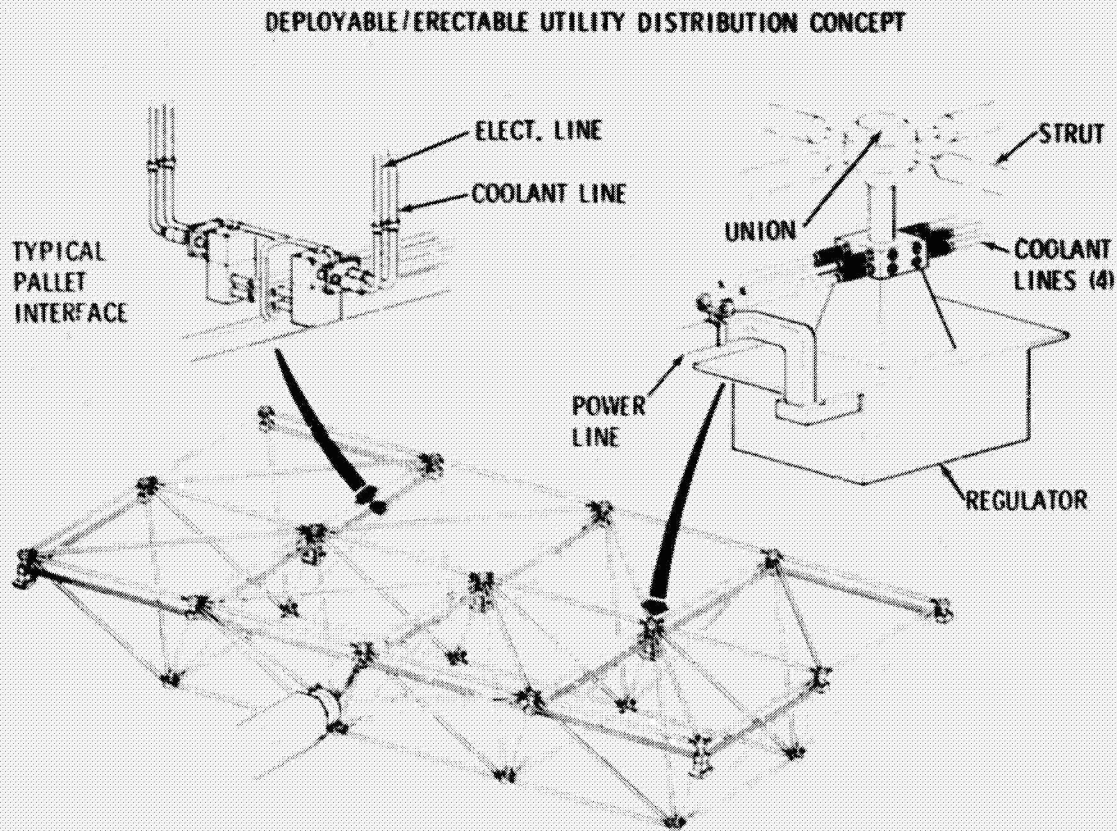 DEPLOYABLE/ERECTABLE UTILITY DISTRIBUTION CONCEPT
ELECT. LINE
COOLANT LINE
TYPICAL
PALLET
INTERFACE
STRUT
UNION
COOLANT
LINES (4)
POWER
LINE
REGULATOR